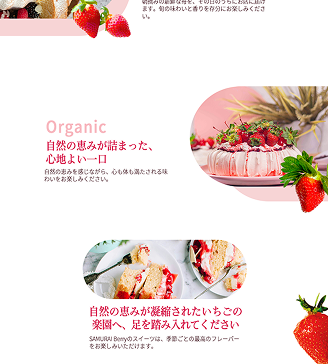 朝摘みの新鮮な苺を、その日のうちにお店に届け
ます。旬の味わいと香りを存分にお楽しみくださ
い。
Organic
自然の恵みが詰まった、
心地よい一口
自然の恵みを感じながら、心も体も満たされる味
わいをお楽しみください。
自然の恵みが凝縮されたいちごの
楽園へ、足を踏み入れてください
SAMURAI Berryのスイーツは、季節ごとの最高のフレーバー
をお楽しみいただけます。